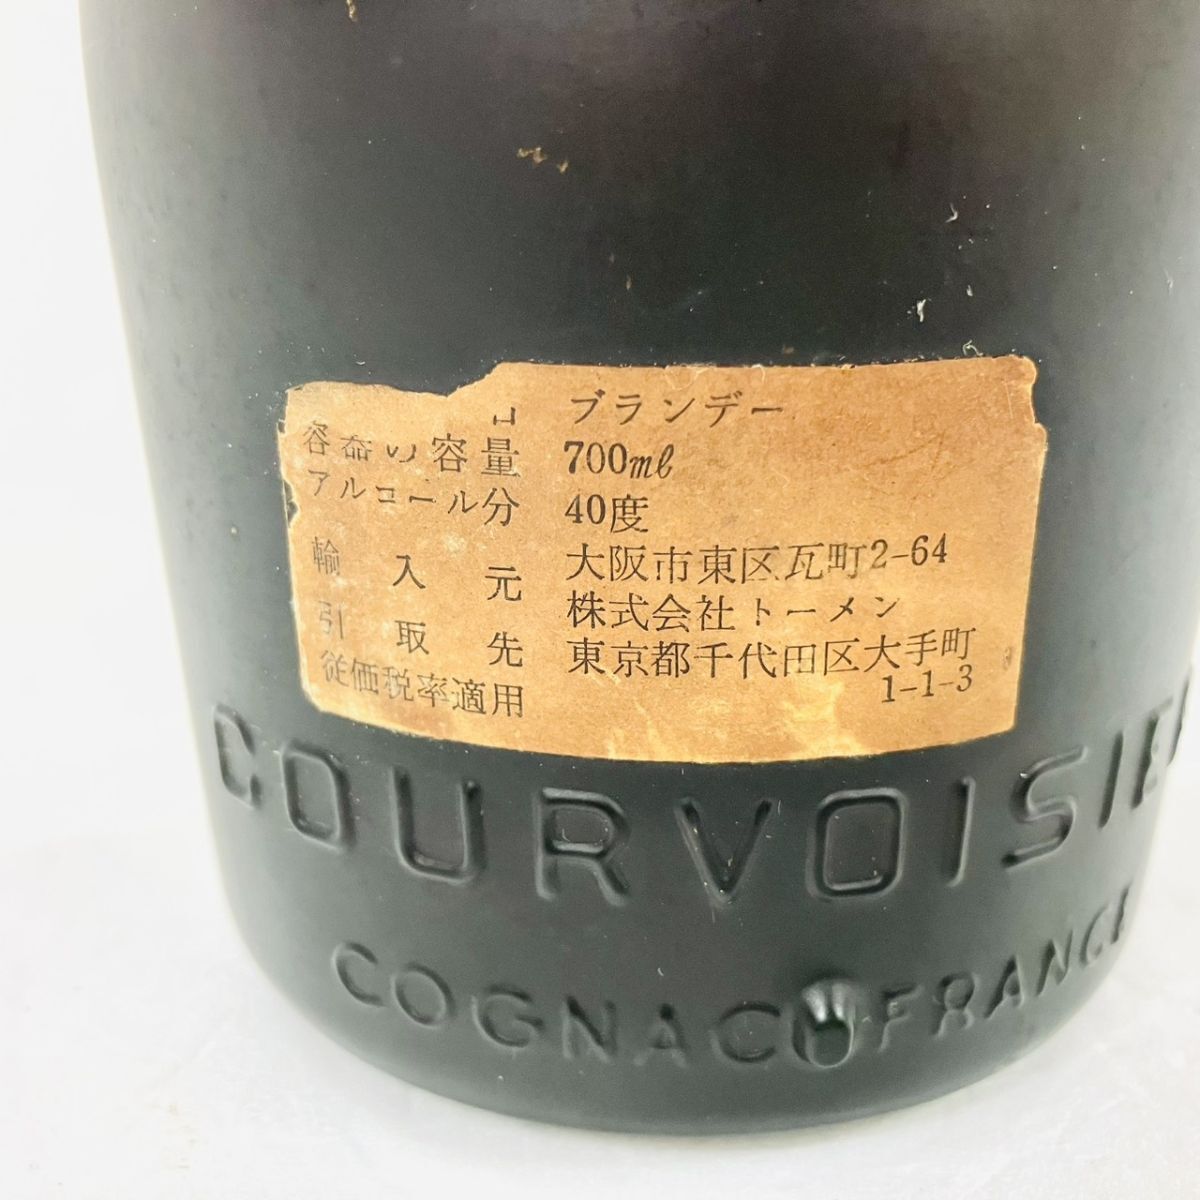 ブランデー
容器の容量 700ml
アルコール分 40度
輸入元 大阪市東区瓦町2-64
株式会社トーメン
引取先 東京都千代田区大手町
1-1-3
従価税率適用
COURVOISIE
COGNAC FRANCE